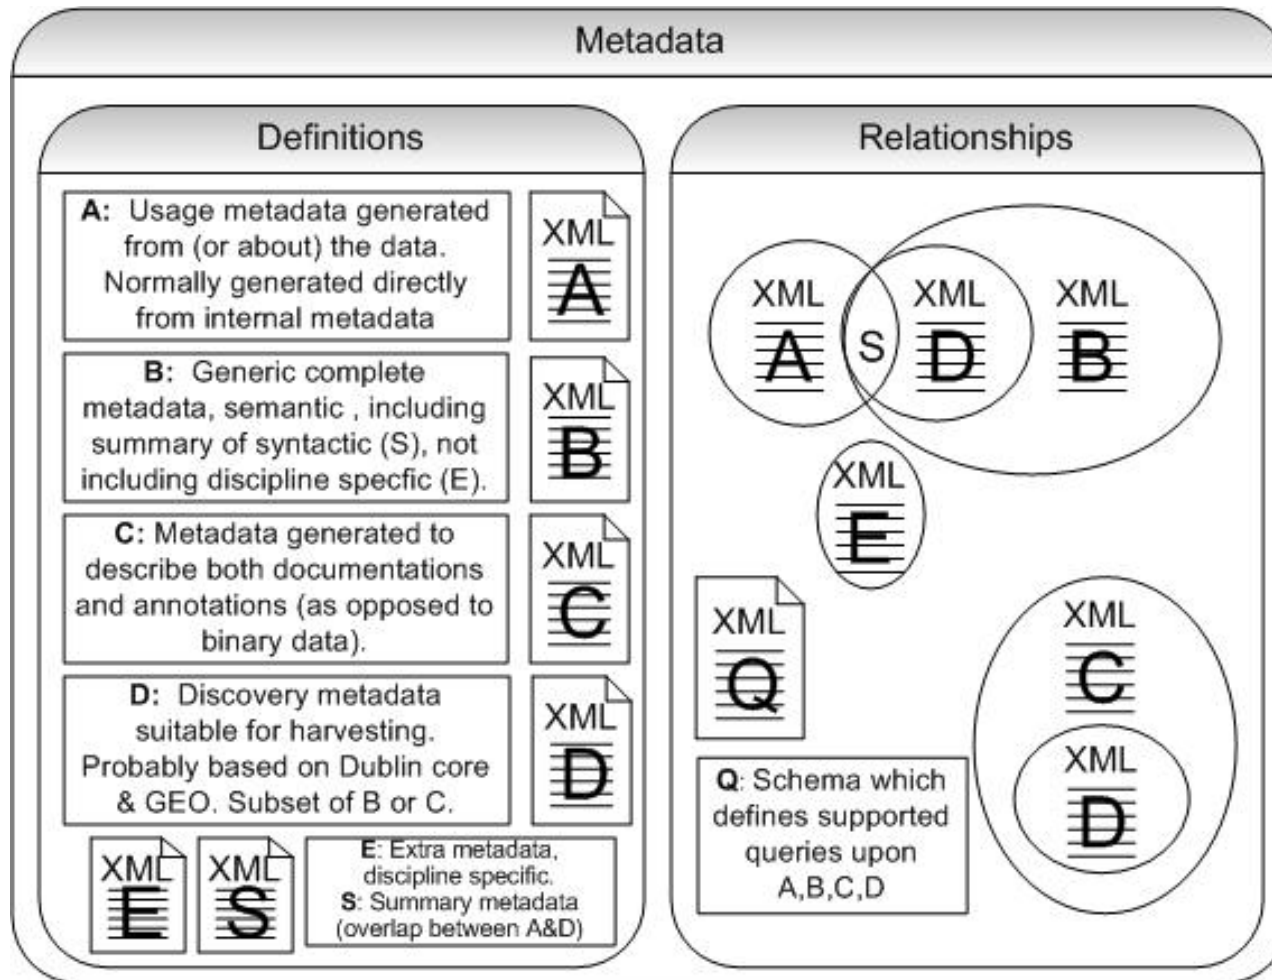 Metadata
Definitions
A: Usage metadata generated
from (or about) the data.
Normally generated directly
from internal metadata
XML
A
B: Generic complete
metadata, semantic , including
summary of syntactic (S), not
including discipline specfic (E).
XML
B
C: Metadata generated to
describe both documentations
and annotations (as opposed to
binary data).
XML
C
D: Discovery metadata
suitable for harvesting.
Probably based on Dublin core
& GEO. Subset of B or C.
XML
D
XML
E
XML
S
E: Extra metadata,
discipline specific.
S: Summary metadata
(overlap between A&D)
Relationships
XML
A
S
XML
D
XML
B
XML
E
XML
Q
XML
C
XML
D
Q: Schema which
defines supported
queries upon
A,B,C,D